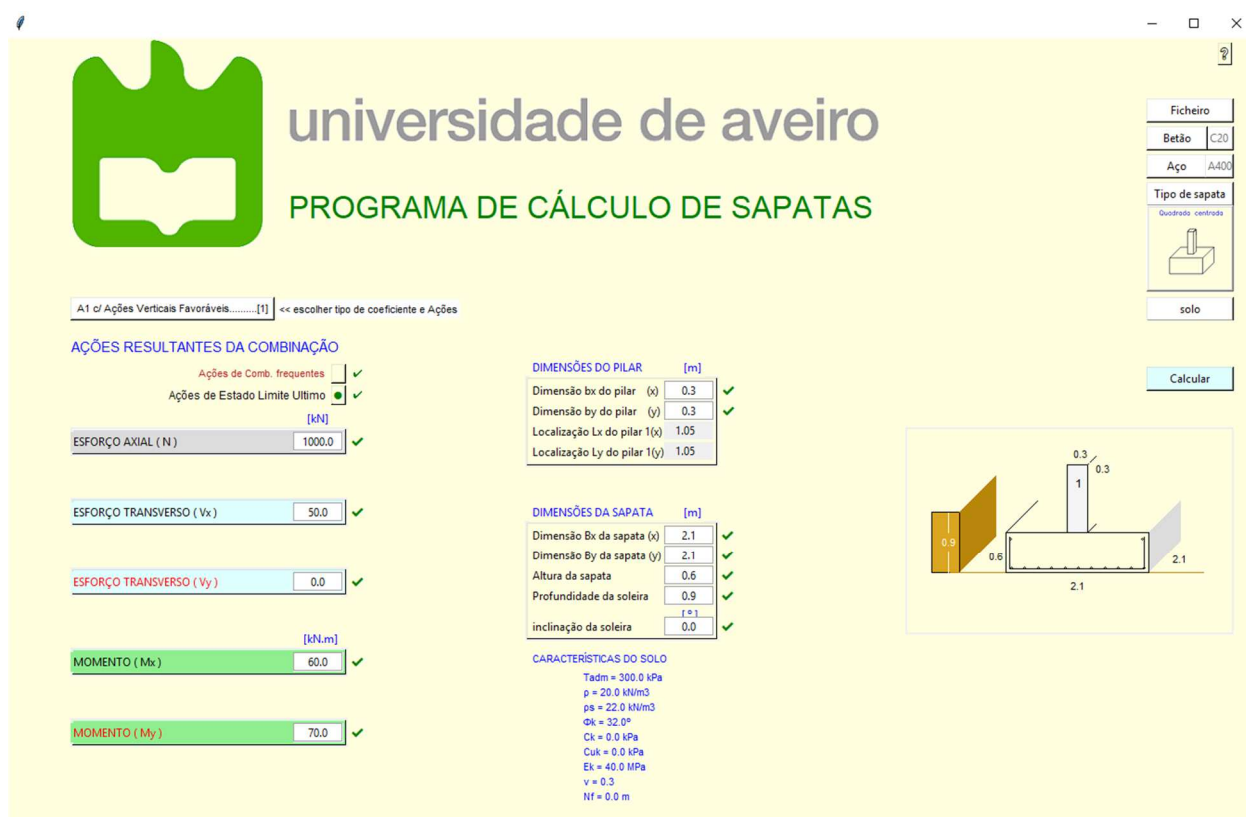 ?
universidade de aveiro
PROGRAMA DE CÁLCULO DE SAPATAS
Ficheiro
Betão C20
Aço A400
Tipo de sapata
Quadrada centrada
solo
Calcular
A1 c/ Ações Verticais Favoráveis..........[1] << escolher tipo de coeficiente e Ações
AÇÕES RESULTANTES DA COMBINAÇÃO
Ações de Comb. frequentes
Ações de Estado Limite Ultimo
[kN]
ESFORÇO AXIAL ( N ) 1000.0
ESFORÇO TRANSVERSO ( Vx ) 50.0
ESFORÇO TRANSVERSO ( Vy ) 0.0
[kN.m]
MOMENTO ( Mx ) 60.0
MOMENTO ( My ) 70.0
DIMENSÕES DO PILAR [m]
Dimensão bx do pilar (x) 0.3
Dimensão by do pilar (y) 0.3
Localização Lx do pilar 1(x) 1.05
Localização Ly do pilar 1(y) 1.05
DIMENSÕES DA SAPATA [m]
Dimensão Bx da sapata (x) 2.1
Dimensão By da sapata (y) 2.1
Altura da sapata 0.6
Profundidade da soleira 0.9
[ º ]
inclinação da soleira 0.0
CARACTERÍSTICAS DO SOLO
Tadm = 300.0 kPa
ρ = 20.0 kN/m3
ρs = 22.0 kN/m3
Φk = 32.0º
Ck = 0.0 kPa
Cuk = 0.0 kPa
Ek = 40.0 MPa
v = 0.3
Nf = 0.0 m
0.3
0.3
1
0.9
0.6
2.1
2.1